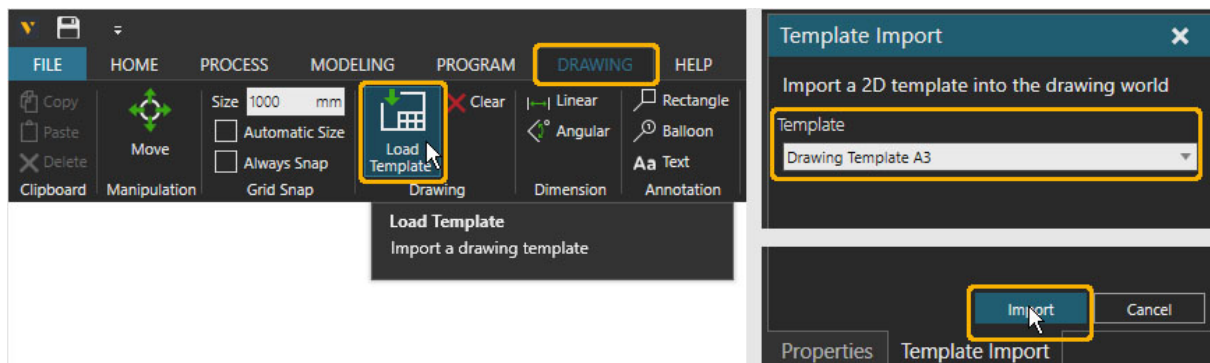 FILE HOME PROCESS MODELING PROGRAM DRAWING HELP
Copy
Paste
Delete
Clipboard
Move
Manipulation
Size 1000 mm
Automatic Size
Always Snap
Grid Snap
Load
Template
Clear
Drawing
Linear
Angular
Dimension
Rectangle
1 Balloon
Aa Text
Annotation
Load Template
Import a drawing template
Template Import
Import a 2D template into the drawing world
Template
Drawing Template A3
Import Cancel
Properties Template Import